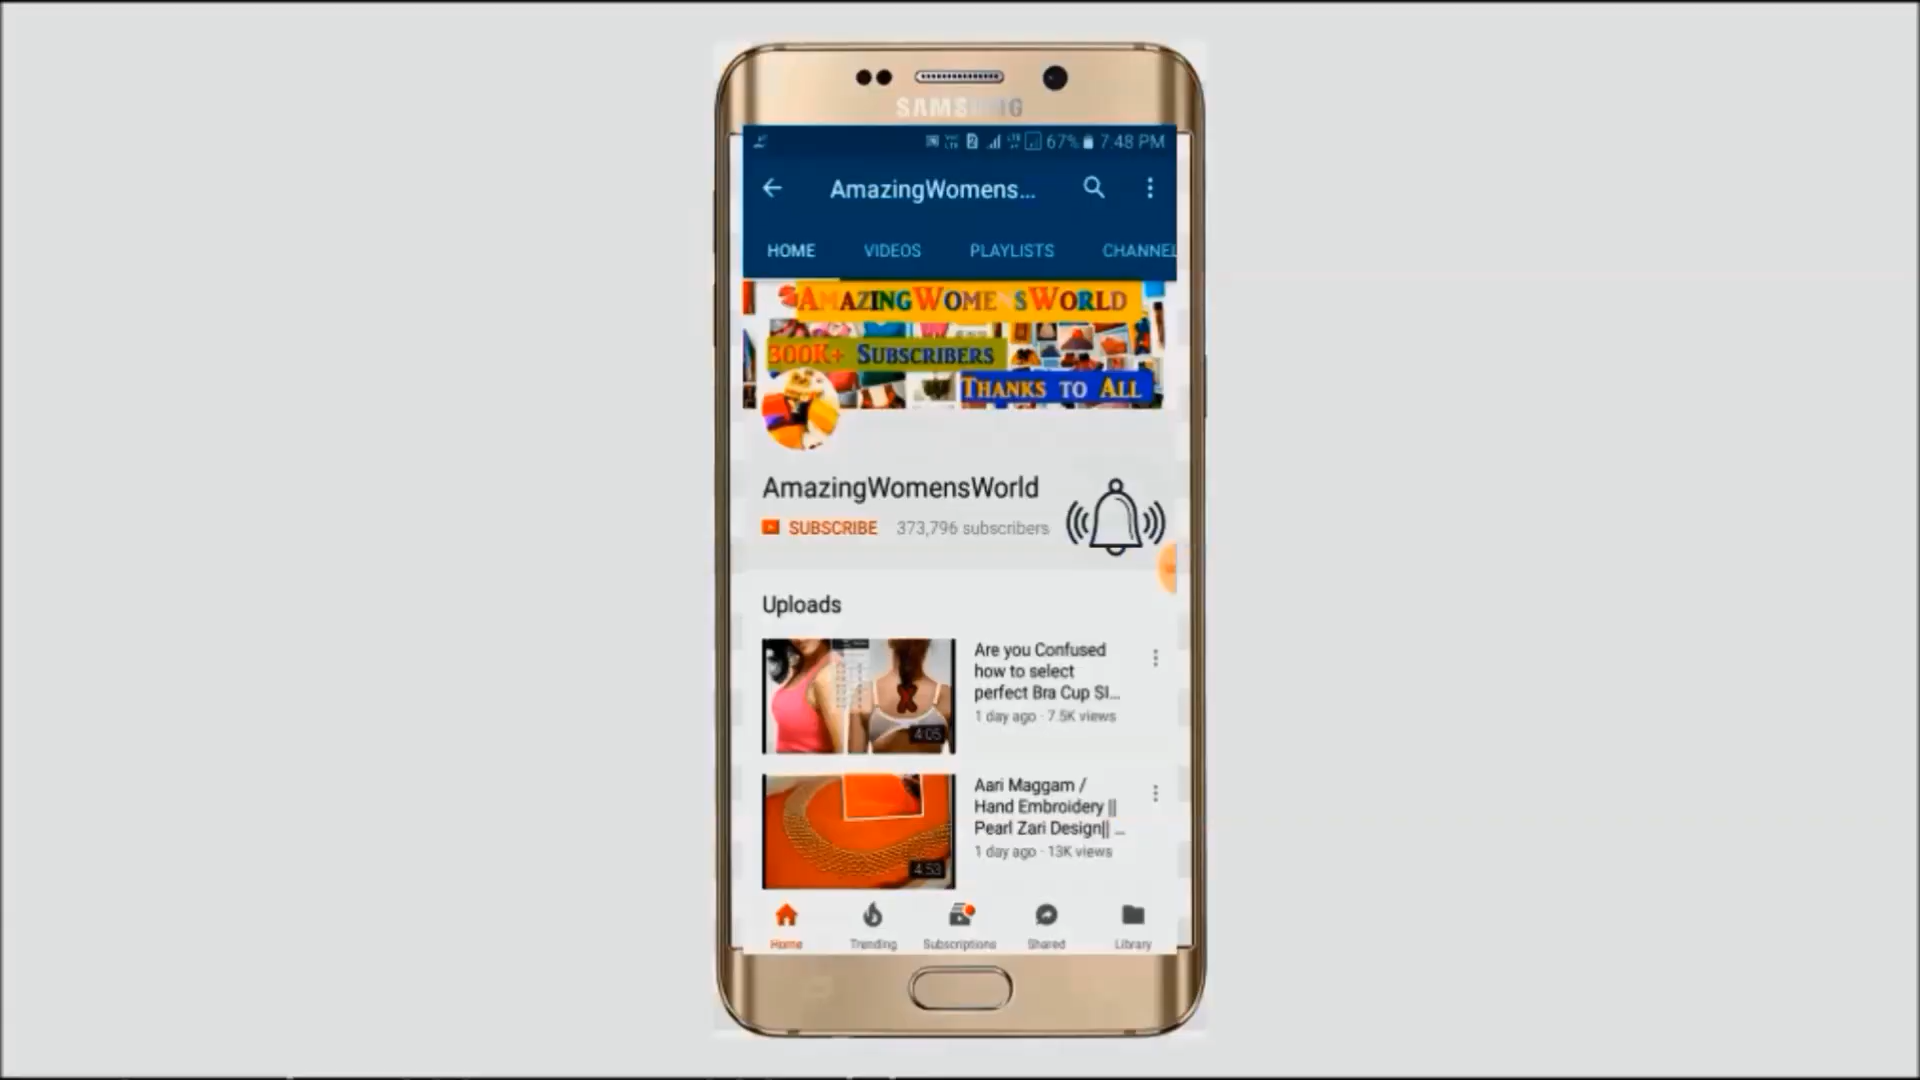 SAMSUNG
67% 7.48 PM
AmazingWomens...
HOME VIDEOS PLAYLISTS CHANNEL
AMAZINGWOMENSWORLD
300K+ SUBSCRIBERS
THANKS TO ALL
AmazingWomensWorld
SUBSCRIBE 373,796 subscribers
Uploads
Are you Confused
how to select
perfect Bra Cup SI...
1 day ago · 7.5K views
4:05
Aari Maggam /
Hand Embroidery ||
Pearl Zari Design|| ...
1 day ago · 13K views
4:53
Home Trending Subscriptions Shared Library